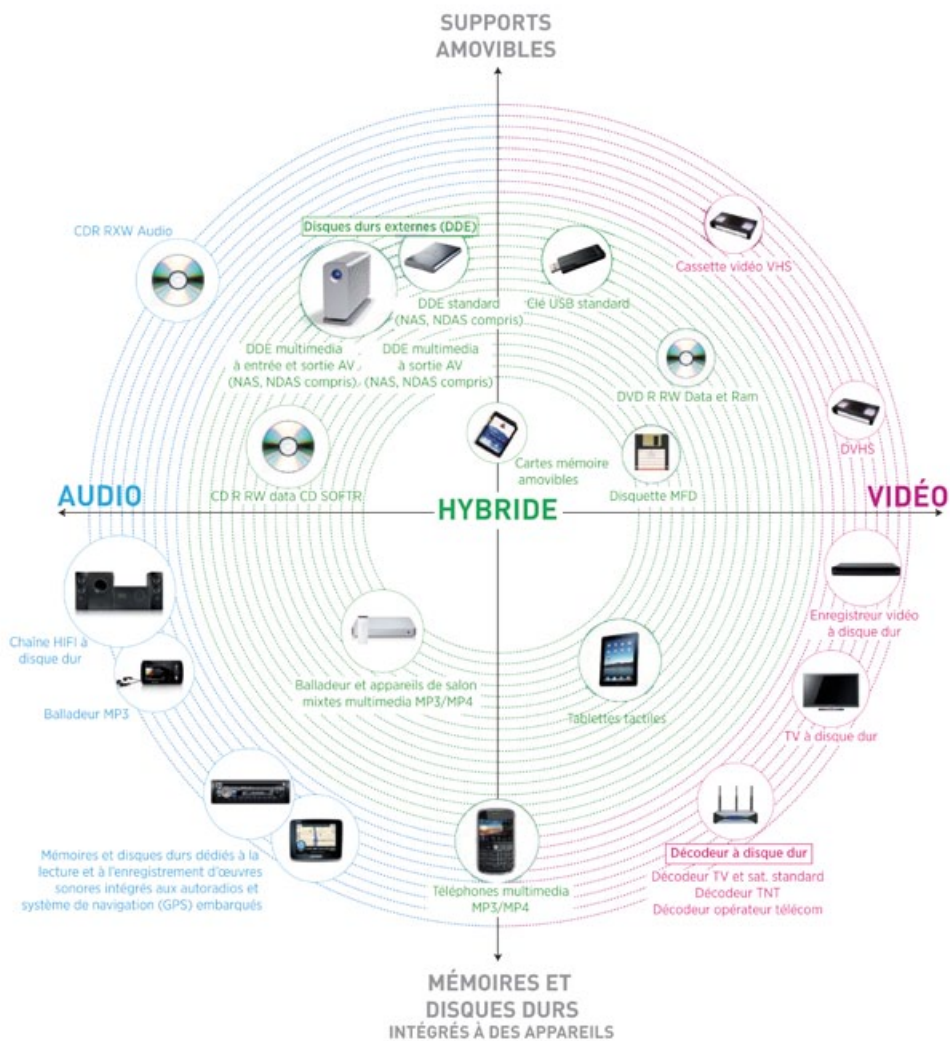 SUPPORTS
AMOVIBLES
CDR RXW Audio
Disques durs externes (DDE)
Cassette vidéo VHS
DDE standard
(NAS, NDAS compris)
Clé USB standard
DDE multimedia
à entrée et sortie AV
(NAS, NDAS compris)
DDE multimedia
à sortie AV
(NAS, NDAS compris)
DVD R RW Data et Ram
DVHS
Cartes mémoire
amovibles
CD R RW data CD SOFTR
Disquette MFD
AUDIO
HYBRIDE
VIDÉO
Chaîne HIFI à
disque dur
Enregistreur vidéo
à disque dur
Balladeur MP3
Balladeur et appareils de salon
mixtes multimedia MP3/MP4
Tablettes tactiles
TV à disque dur
Mémoires et disques durs dédiés à la
lecture et à l'enregistrement d'œuvres
sonores intégrés aux autoradios et
système de navigation (GPS) embarqués
Téléphones multimedia
MP3/MP4
Décodeur à disque dur
Décodeur TV et sat. standard
Décodeur TNT
Décodeur opérateur télécom
MÉMOIRES ET
DISQUES DURS
INTÉGRÉS À DES APPAREILS